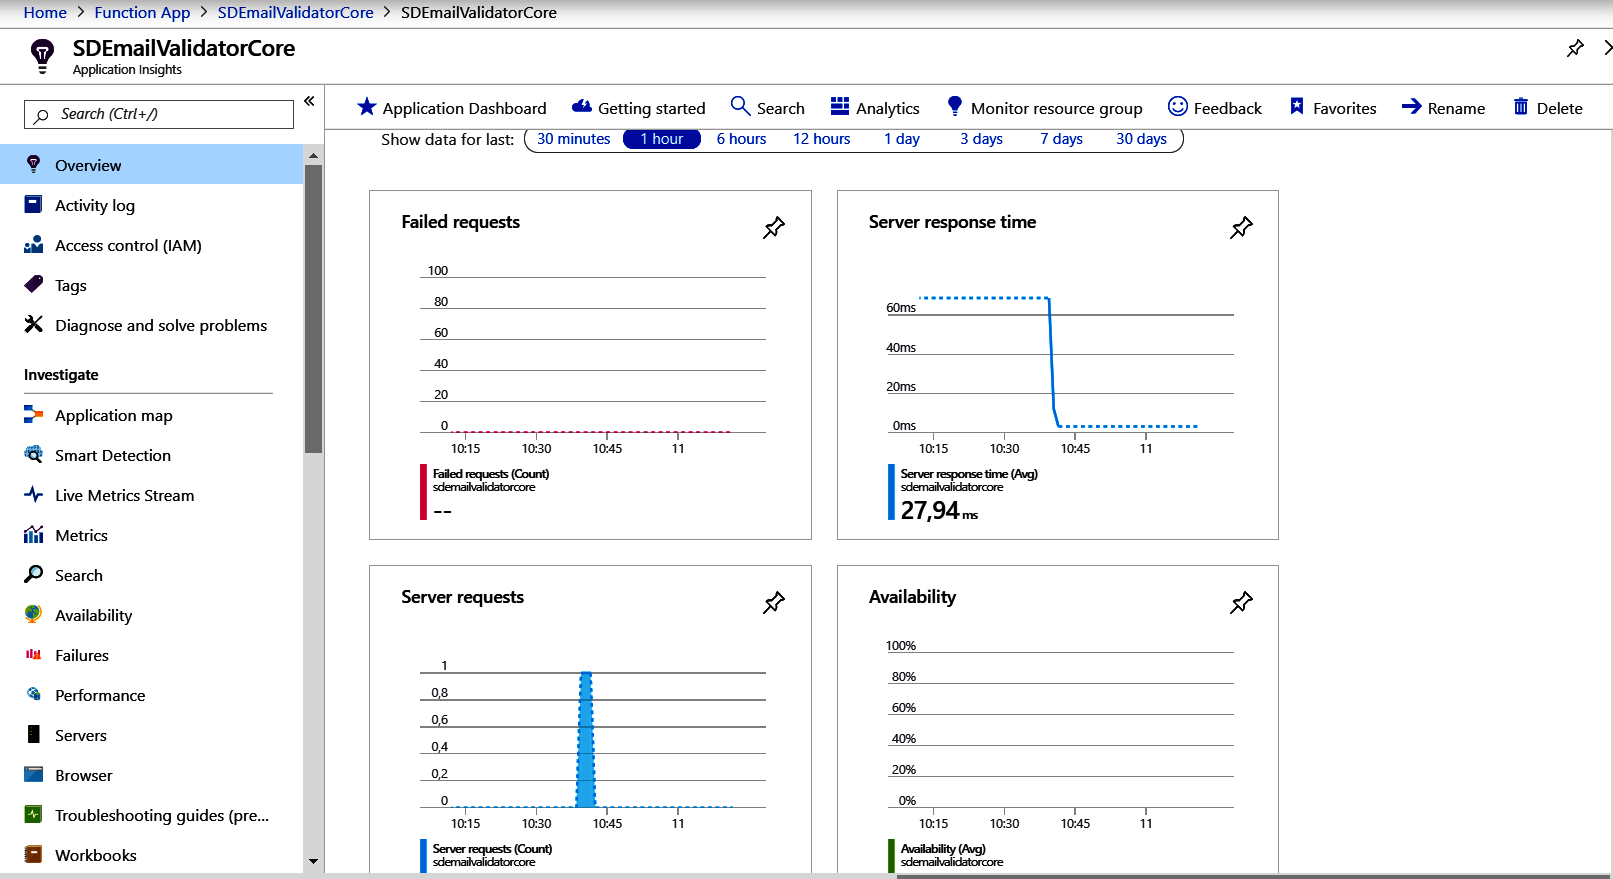 Home > Function App > SDEmailValidatorCore > SDEmailValidatorCore
SDEmailValidatorCore
Application Insights
Search (Ctrl+/)
«
Overview
Activity log
Access control (IAM)
Tags
Diagnose and solve problems
Investigate
Application map
Smart Detection
Live Metrics Stream
Metrics
Search
Availability
Failures
Performance
Servers
Browser
Troubleshooting guides (pre...
Workbooks
Application Dashboard Getting started Search Analytics Monitor resource group Feedback Favorites Rename Delete
Show data for last: 30 minutes 1 hour 6 hours 12 hours 1 day 3 days 7 days 30 days
Failed requests
100
80
60
40
20
0
10:15 10:30 10:45 11
Failed requests (Count)
sdemailvalidatorcore
--
Server response time
60ms
40ms
20ms
0ms
10:15 10:30 10:45 11
Server response time (Avg)
sdemailvalidatorcore
27,94 ms
Server requests
1
0,8
0,6
0,4
0,2
0
10:15 10:30 10:45 11
Server requests (Count)
sdemailvalidatorcore
Availability
100%
80%
60%
40%
20%
0%
10:15 10:30 10:45 11
Availability (Avg)
sdemailvalidatorcore